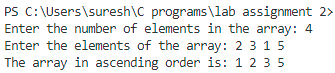 PS C:\Users\suresh\C programs\lab assignment 2>
Enter the number of elements in the array: 4
Enter the elements of the array: 2 3 1 5
The array in ascending order is: 1 2 3 5